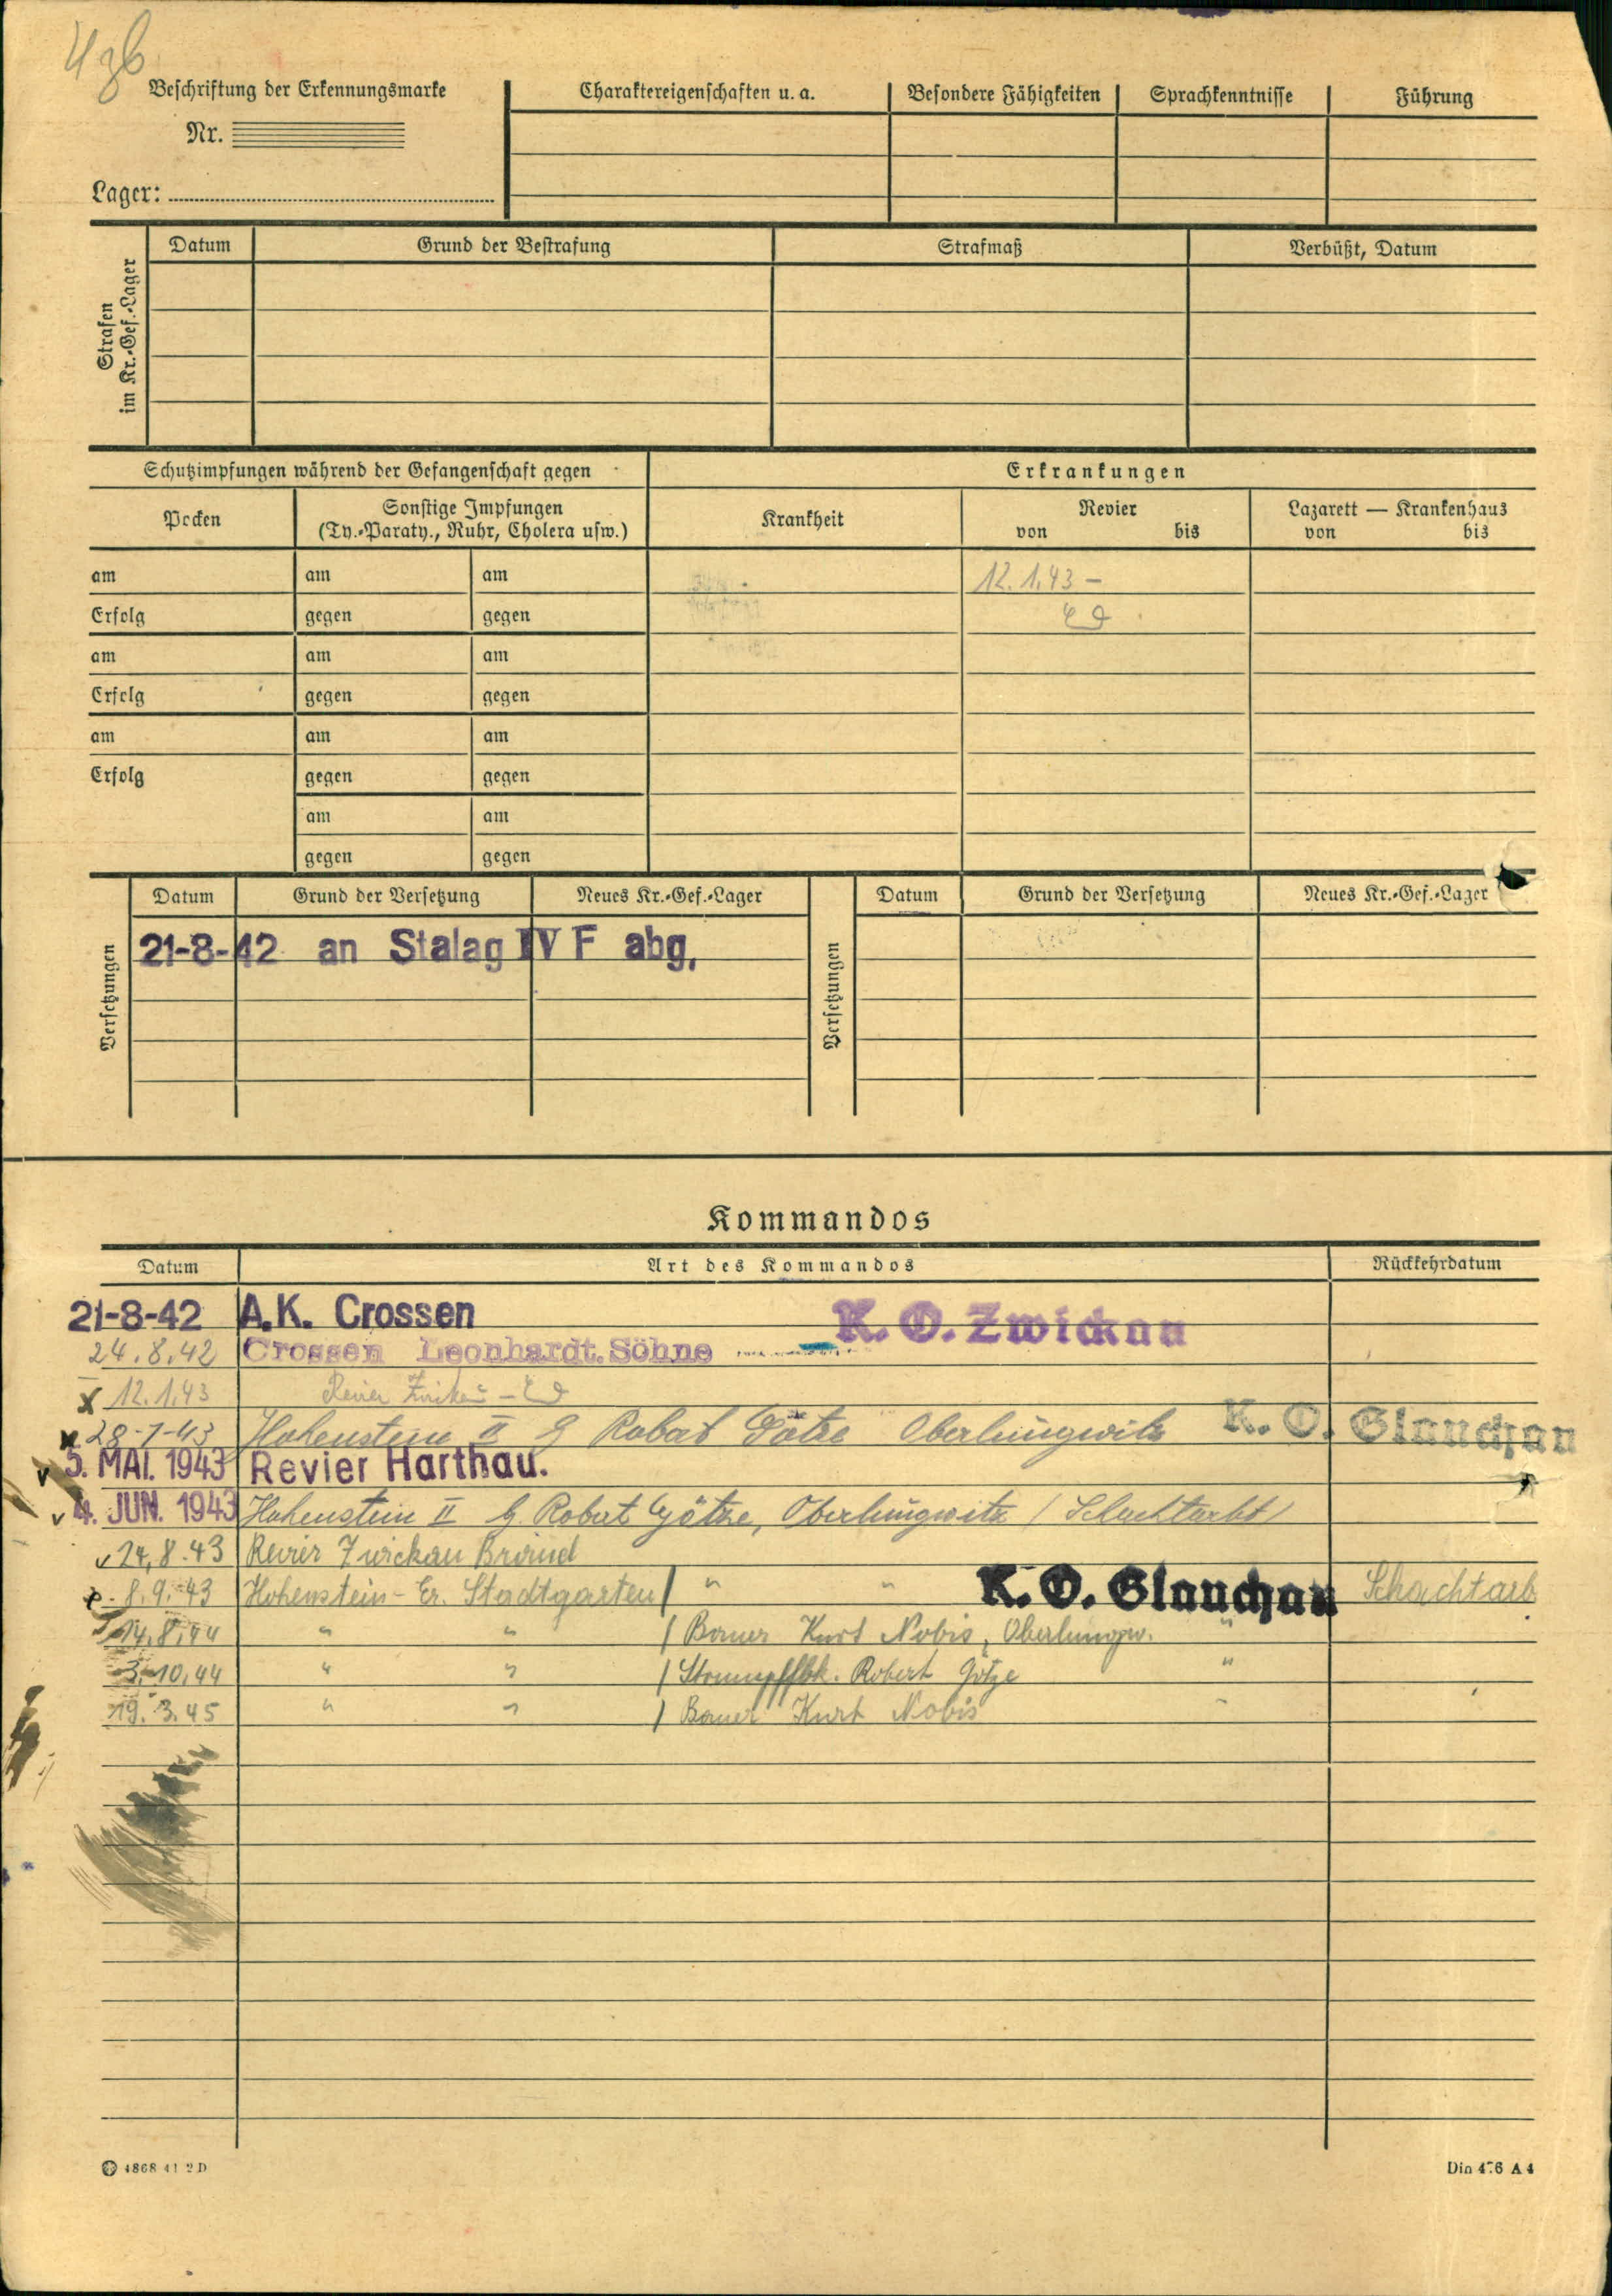 Beschriftung der Erkennungsmarke
Nr.
Lager:
Charaktereigenschaften u. a.
Besondere Fähigkeiten
Sprachkenntnisse
Führung
Strafen
im Kr.-Gef.-Lager
Datum
Grund der Bestrafung
Strafmaß
Verbüßt, Datum
Schutzimpfungen während der Gefangenschaft gegen
Erkrankungen
Pocken
Sonstige Impfungen
(Ty.-Paraty., Ruhr, Cholera usw.)
Krankheit
Revier
von bis
Lazarett — Krankenhaus
von bis
am am am 12.1.43 –
Erfolg gegen gegen
am am am
Erfolg gegen gegen
am am am
Erfolg gegen gegen
am am
gegen gegen
Versetzungen
Datum Grund der Versetzung Neues Kr.-Gef.-Lager
21-8-42 an Stalag IV F abg.
Versetzungen
Datum Grund der Versetzung Neues Kr.-Gef.-Lager
Kommandos
Datum Art des Kommandos Rückkehrdatum
21-8-42 A.K. Crossen K. O. Zwickau
24.8.42 Crossen Leonhardt. Söhne
x 12.1.43 Revier Zwickau –
x 28-1-43 Hohenstein II Robert Götze Oberlungwitz K. O. Glauchau
v 5. MAI. 1943 Revier Harthau.
v 4. JUN. 1943 Hohenstein II Robert Götze, Oberlungwitz / Schachtarbt /
v 24.8.43 Revier Zwickau
8.9.43 Hohenstein-Er. Stadtgarten / " " K. O. Glauchau Schachtarb
14.8.44 " " / Bauer Kurt Nobis, Oberlungw. "
3.10.44 " " / Strumpffbk. Robert Götze "
19.3.45 " " / Bauer Kurt Nobis "
4868 41 2 D
Din 476 A 4